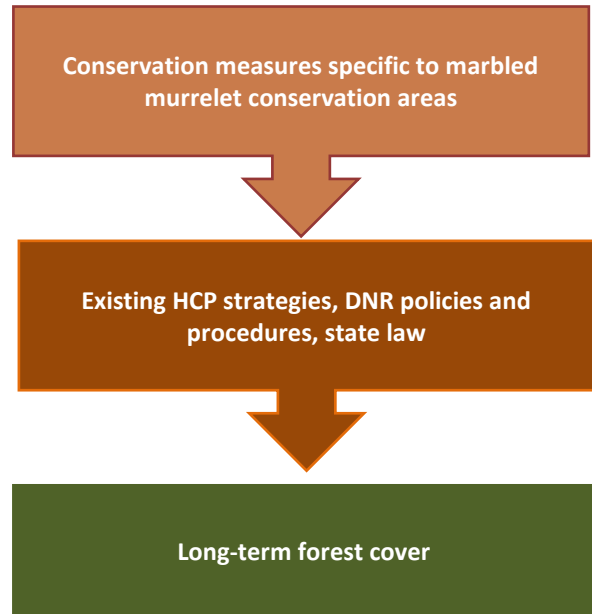 Conservation measures specific to marbled
murrelet conservation areas
Existing HCP strategies, DNR policies and
procedures, state law
Long-term forest cover